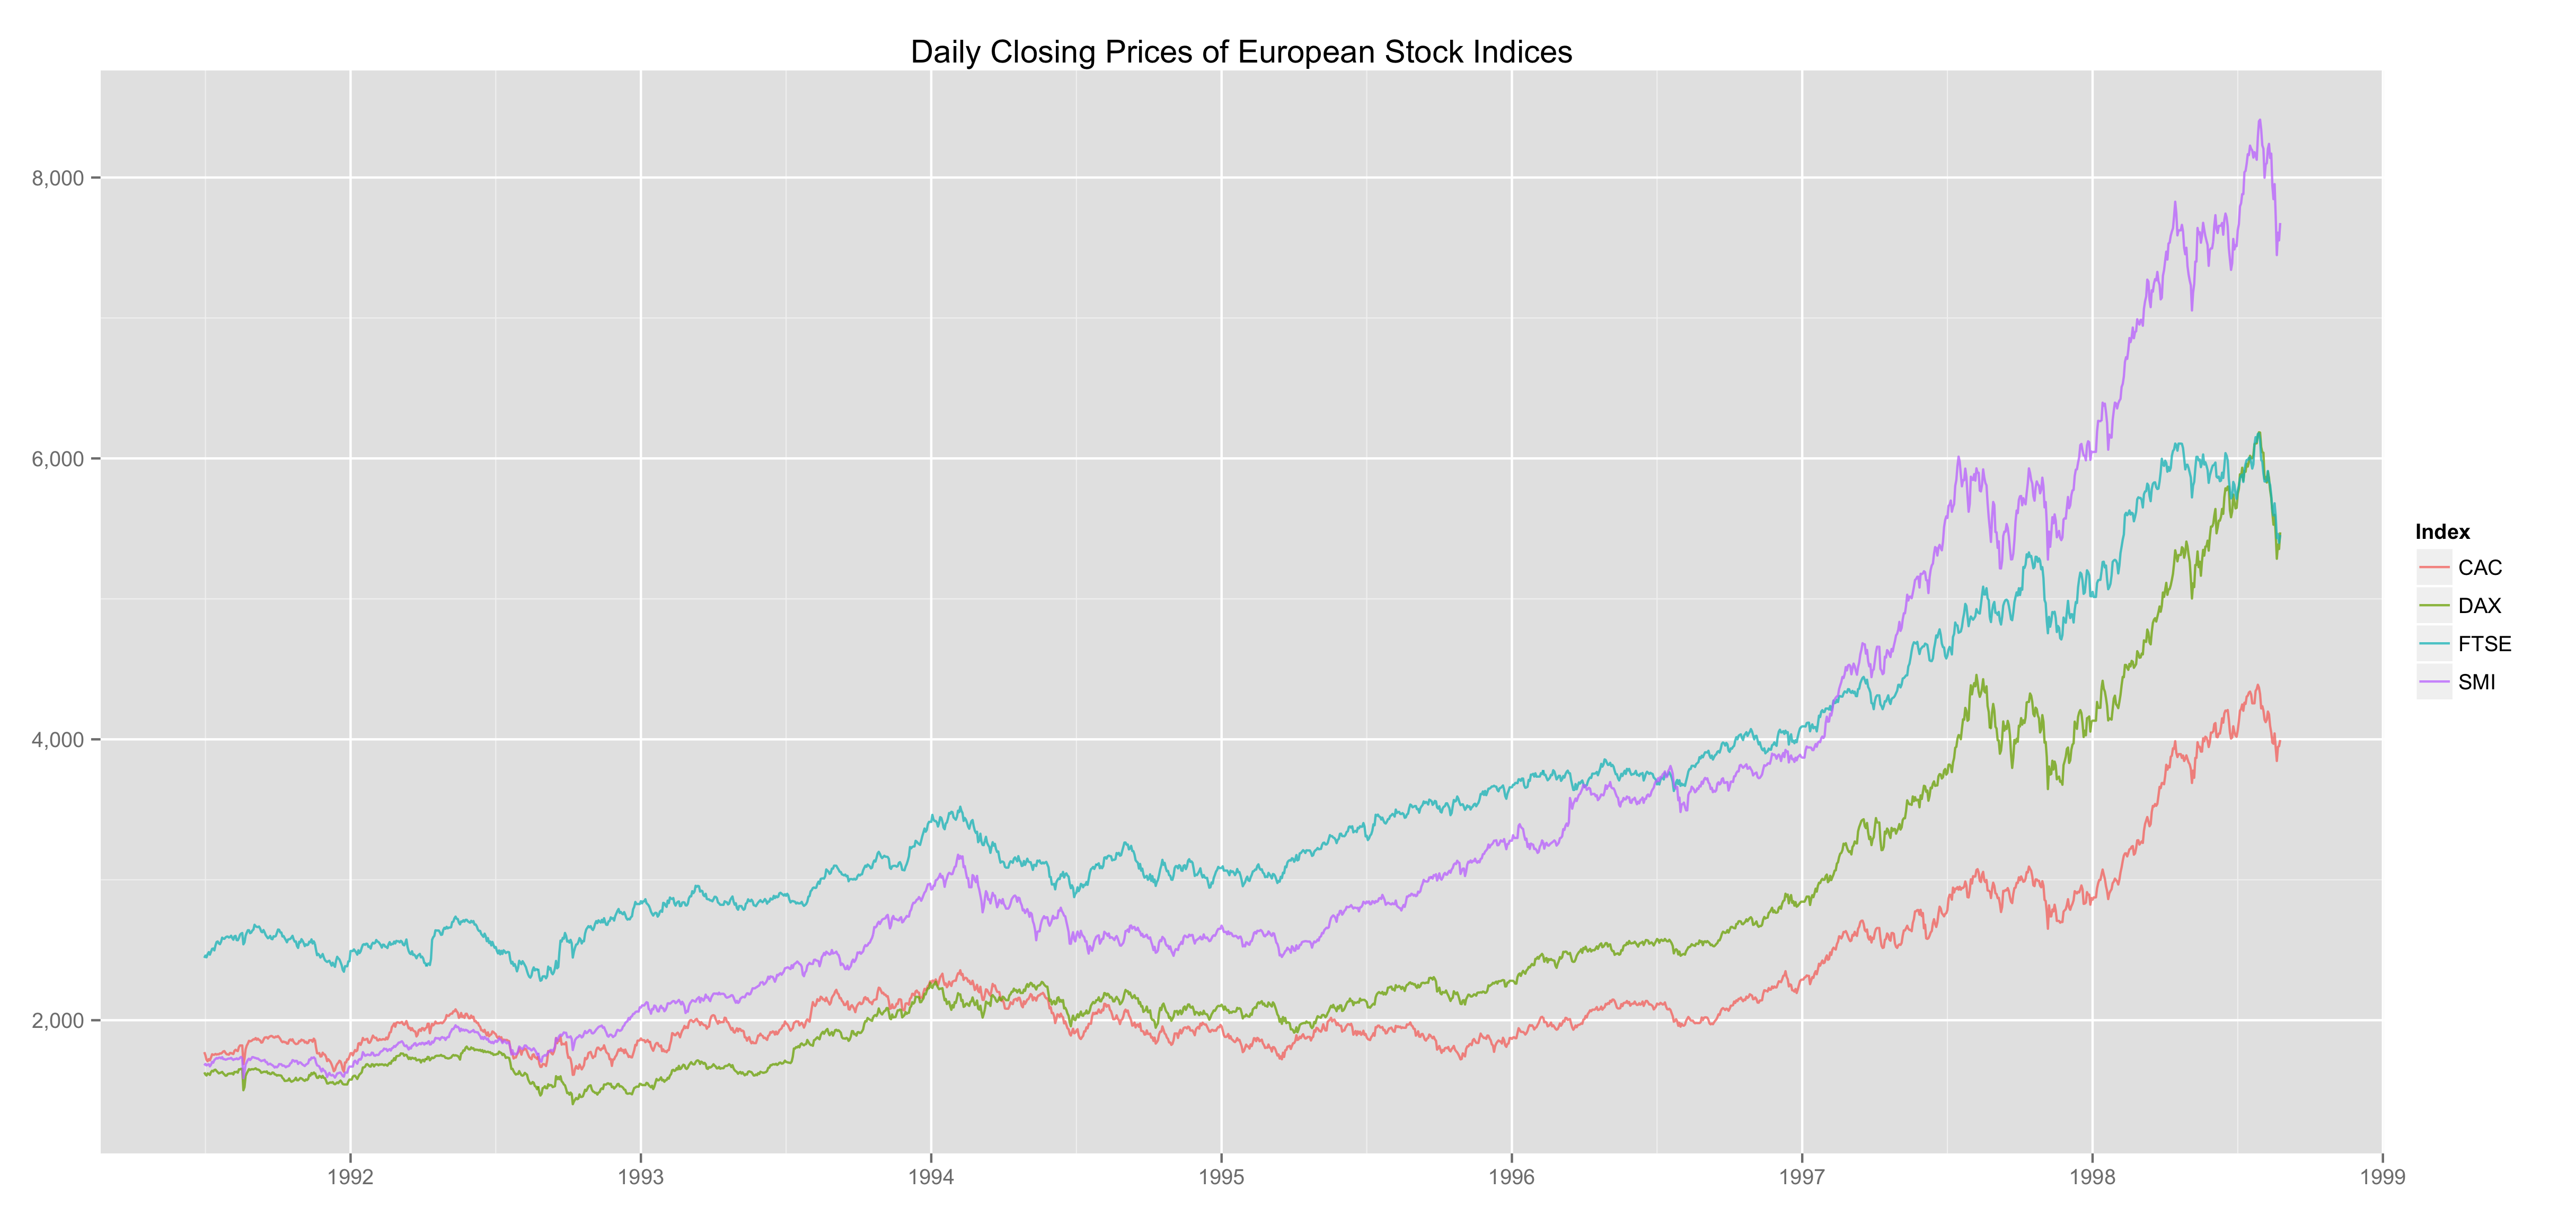 Daily Closing Prices of European Stock Indices
8,000
6,000
4,000
2,000
1992 1993 1994 1995 1996 1997 1998 1999
Index
CAC
DAX
FTSE
SMI